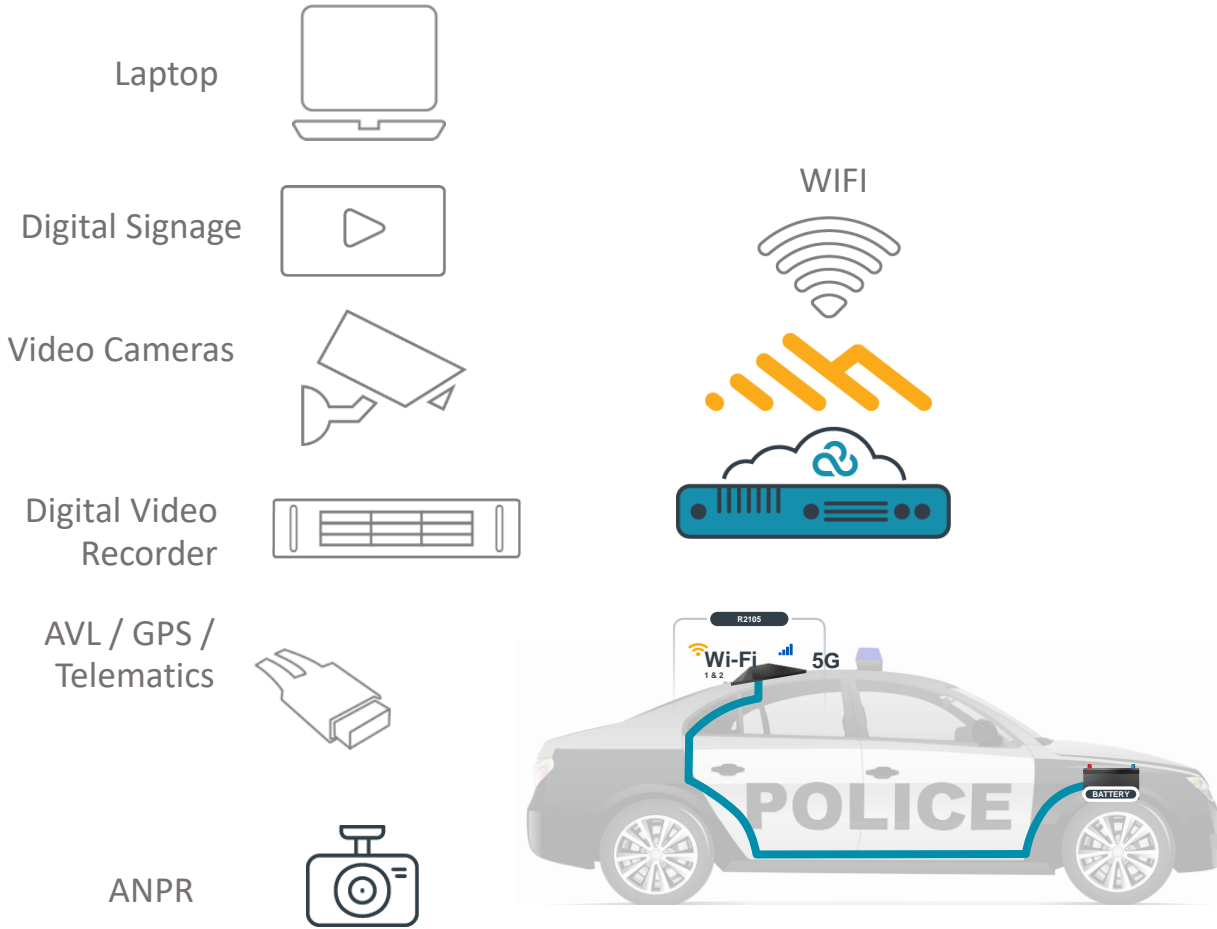 Laptop
Digital Signage
Video Cameras
Digital Video
Recorder
AVL / GPS /
Telematics
ANPR
WIFI
R2105
Wi-Fi
1 & 2
5G
POLICE
BATTERY